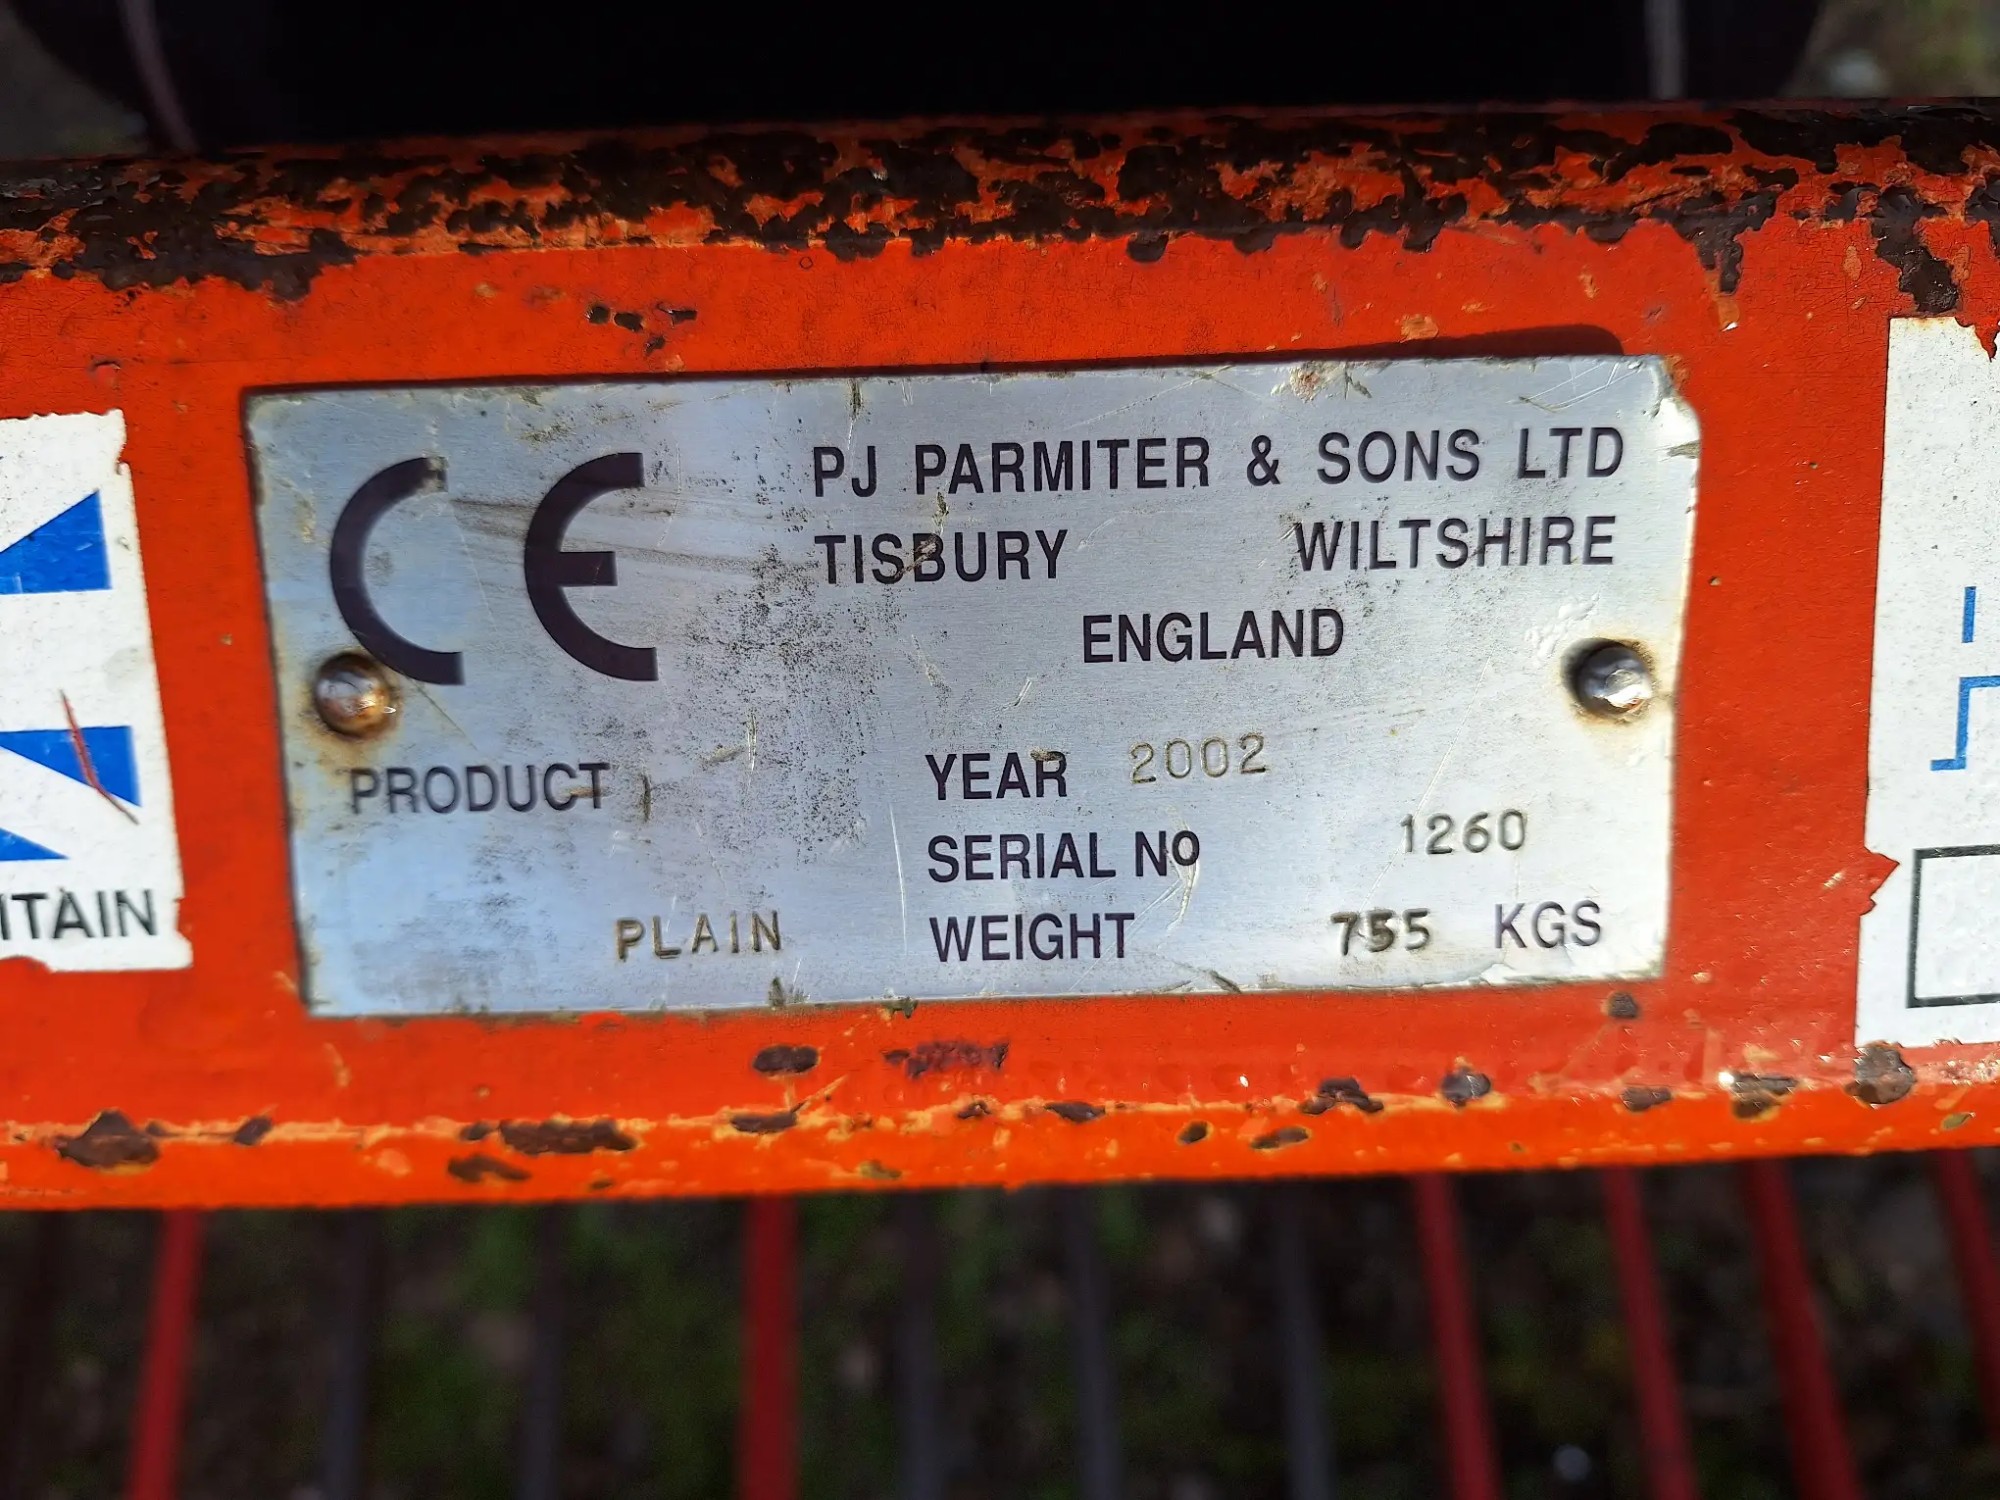 CE
PJ PARMITER & SONS LTD
TISBURY WILTSHIRE
ENGLAND
PRODUCT
YEAR 2002
SERIAL NO 1260
PLAIN
WEIGHT 755 KGS
ITAIN